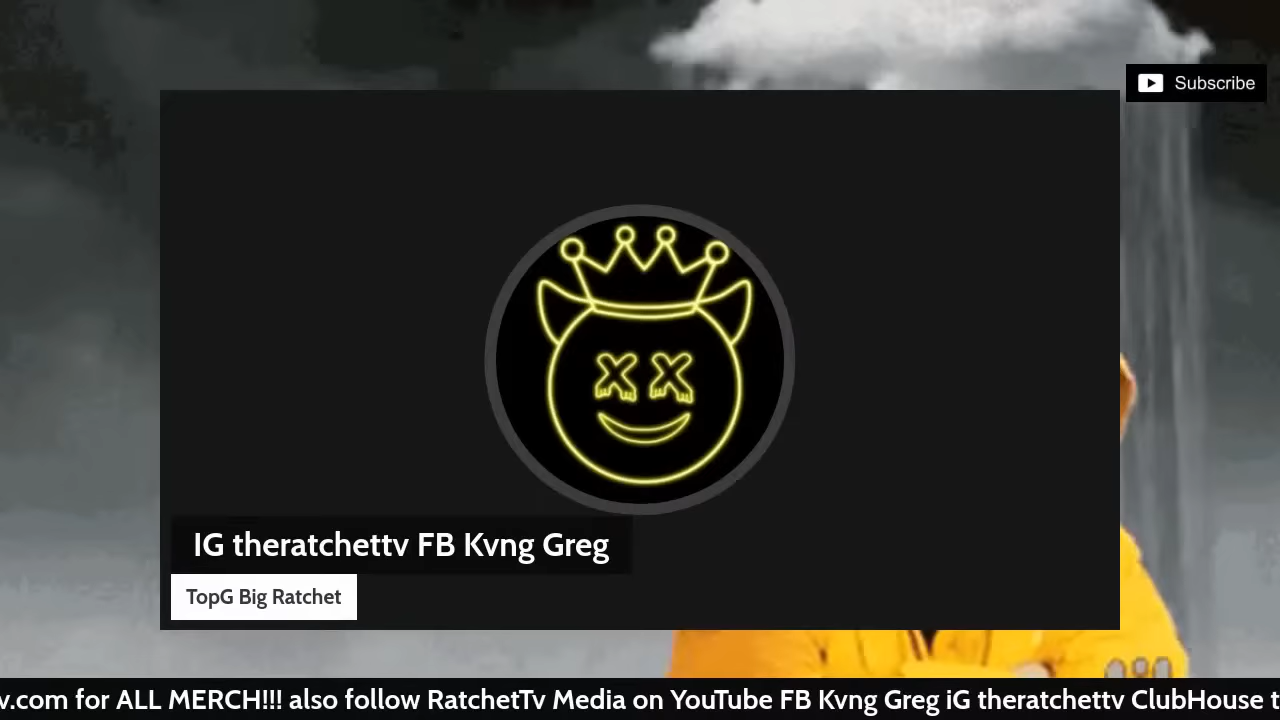 Subscribe
IG theratchettv FB Kvng Greg
TopG Big Ratchet
v.com for ALL MERCH!!! also follow RatchetTv Media on YouTube FB Kvng Greg iG theratchettv ClubHouse t